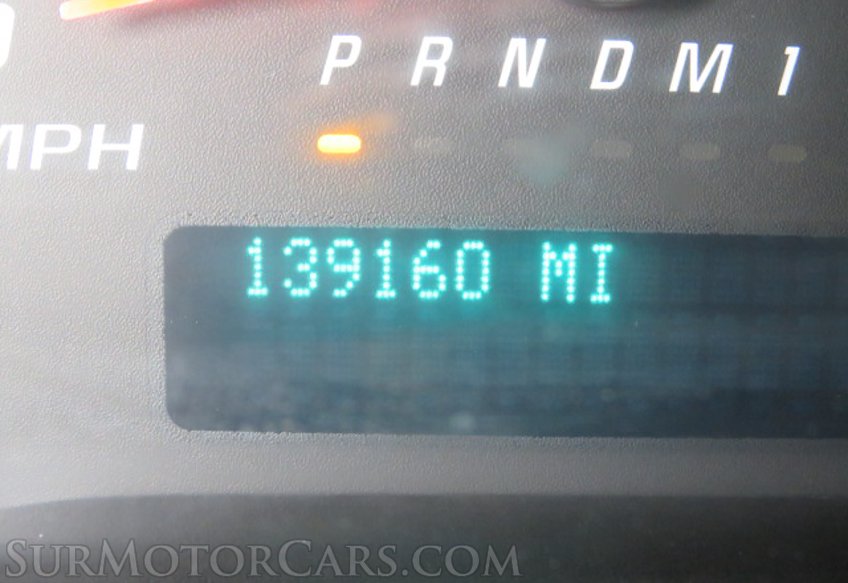 P R N D M 1
MPH
139160 MI
SURMOTORCARS.COM